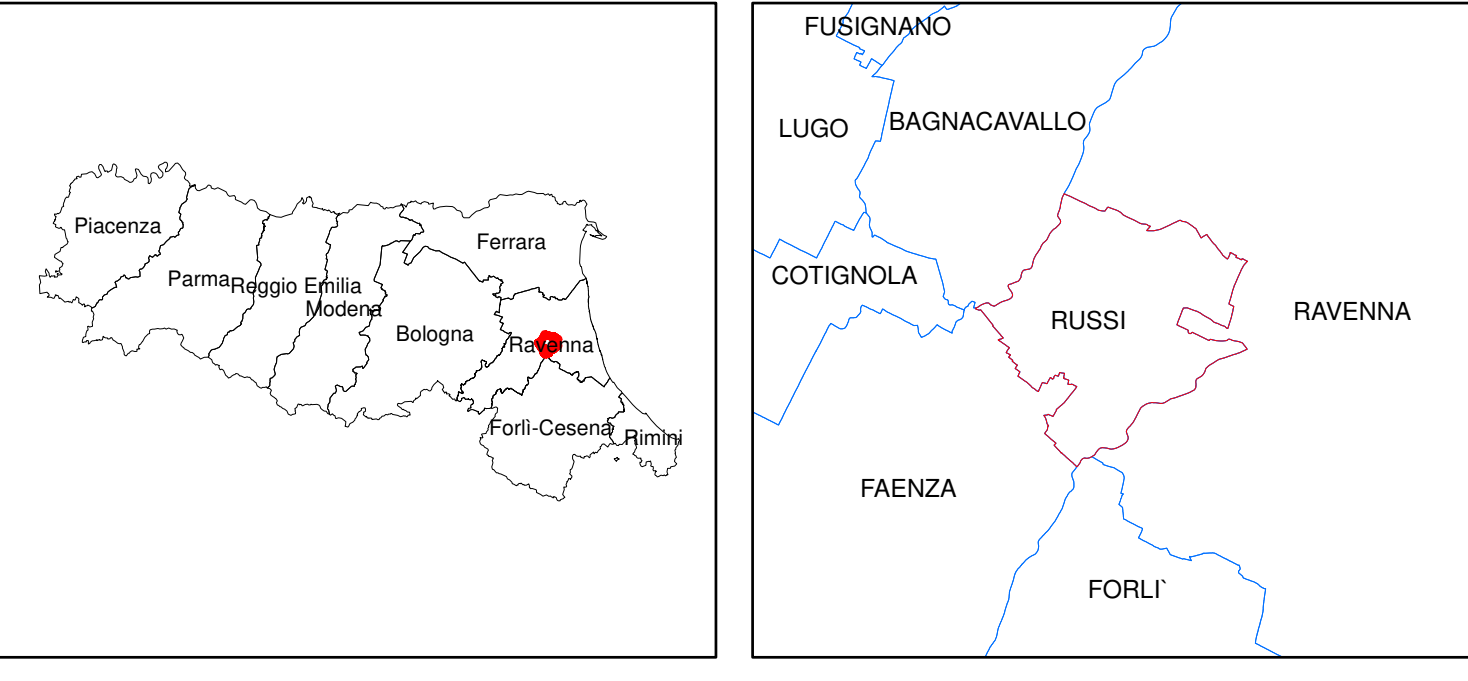 Piacenza
Ferrara
Parma
Reggio Emilia
Modena
Bologna
Ravenna
Forlì-Cesena
Rimini
FUSIGNANO
LUGO
BAGNACAVALLO
COTIGNOLA
RUSSI
RAVENNA
FAENZA
FORLI`